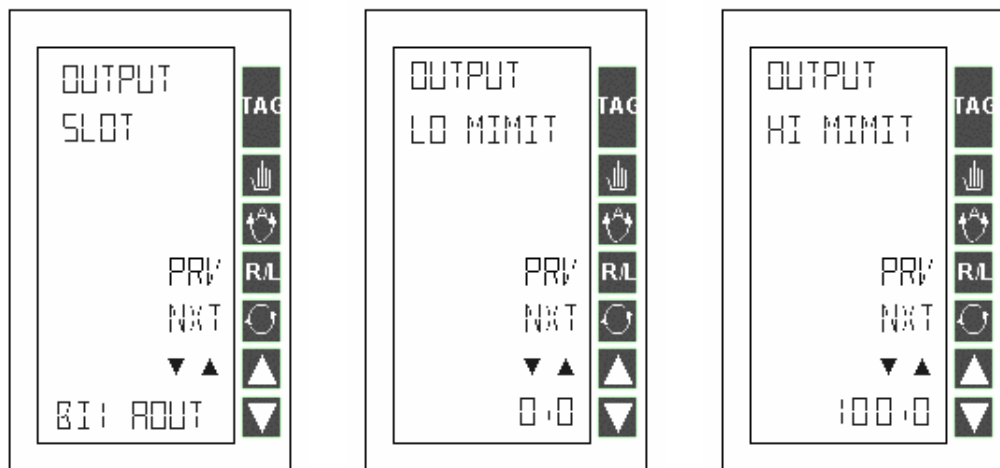 OUTPUT
SLOT
TAG
PRV
R/L
NXT
▼ ▲
BI1 AOUT
OUTPUT
LO MIMIT
TAG
PRV
R/L
NXT
▼ ▲
0.0
OUTPUT
HI MIMIT
TAG
PRV
R/L
NXT
▼ ▲
100.0